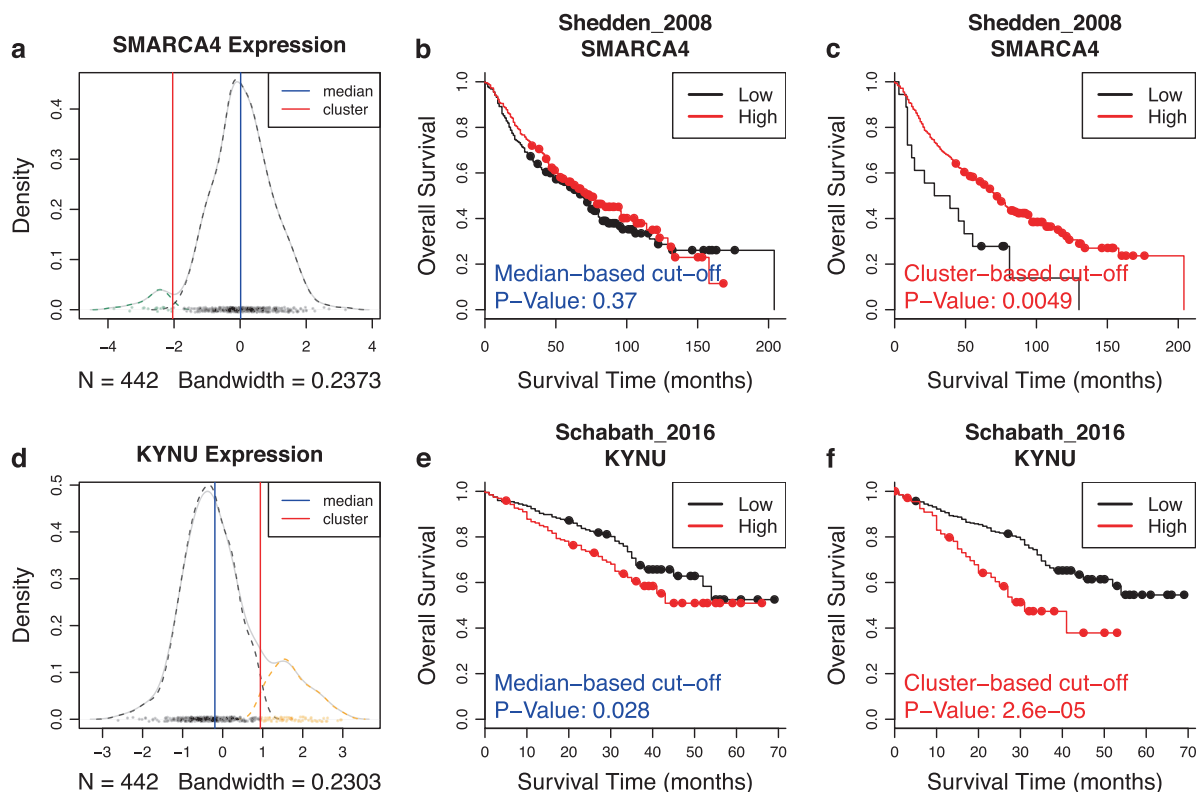 a
SMARCA4 Expression
median
cluster
Density
0.0
0.1
0.2
0.3
0.4
−4
−2
0
2
4
N = 442 Bandwidth = 0.2373
b
Shedden_2008
SMARCA4
Low
High
Overall Survival
0.0
0.2
0.4
0.6
0.8
1.0
Median−based cut−off
P−Value: 0.37
0
50
100
150
200
Survival Time (months)
c
Shedden_2008
SMARCA4
Low
High
Overall Survival
0.0
0.2
0.4
0.6
0.8
1.0
Cluster−based cut−off
P−Value: 0.0049
0
50
100
150
200
Survival Time (months)
d
KYNU Expression
median
cluster
Density
0.0
0.1
0.2
0.3
0.4
0.5
−3
−2
−1
0
1
2
3
N = 442 Bandwidth = 0.2303
e
Schabath_2016
KYNU
Low
High
Overall Survival
0.0
0.2
0.4
0.6
0.8
1.0
Median−based cut−off
P−Value: 0.028
0
10
20
30
40
50
60
70
Survival Time (months)
f
Schabath_2016
KYNU
Low
High
Overall Survival
0.0
0.2
0.4
0.6
0.8
1.0
Cluster−based cut−off
P−Value: 2.6e−05
0
10
20
30
40
50
60
70
Survival Time (months)